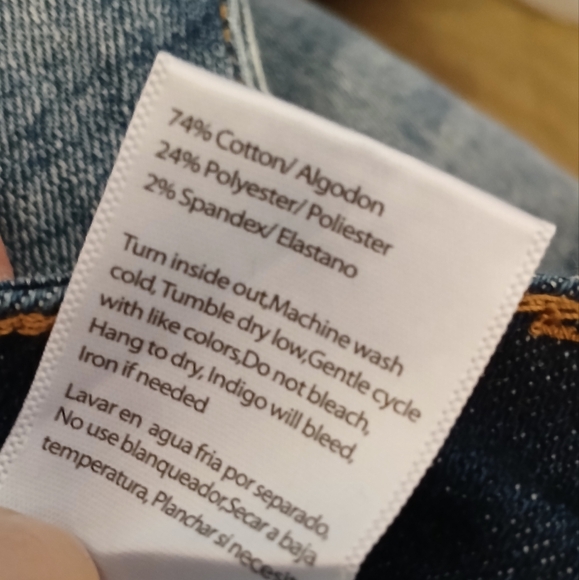 74% Cotton/ Algodon
24% Polyester/ Poliester
2% Spandex/ Elastano
Turn inside out,Machine wash
cold, Tumble dry low,Gentle cycle
with like colors,Do not bleach,
Hang to dry, Indigo will bleed,
Iron if needed
Lavar en agua fria por separado,
No use blanqueador,Secar a baja
temperatura, Planchar si